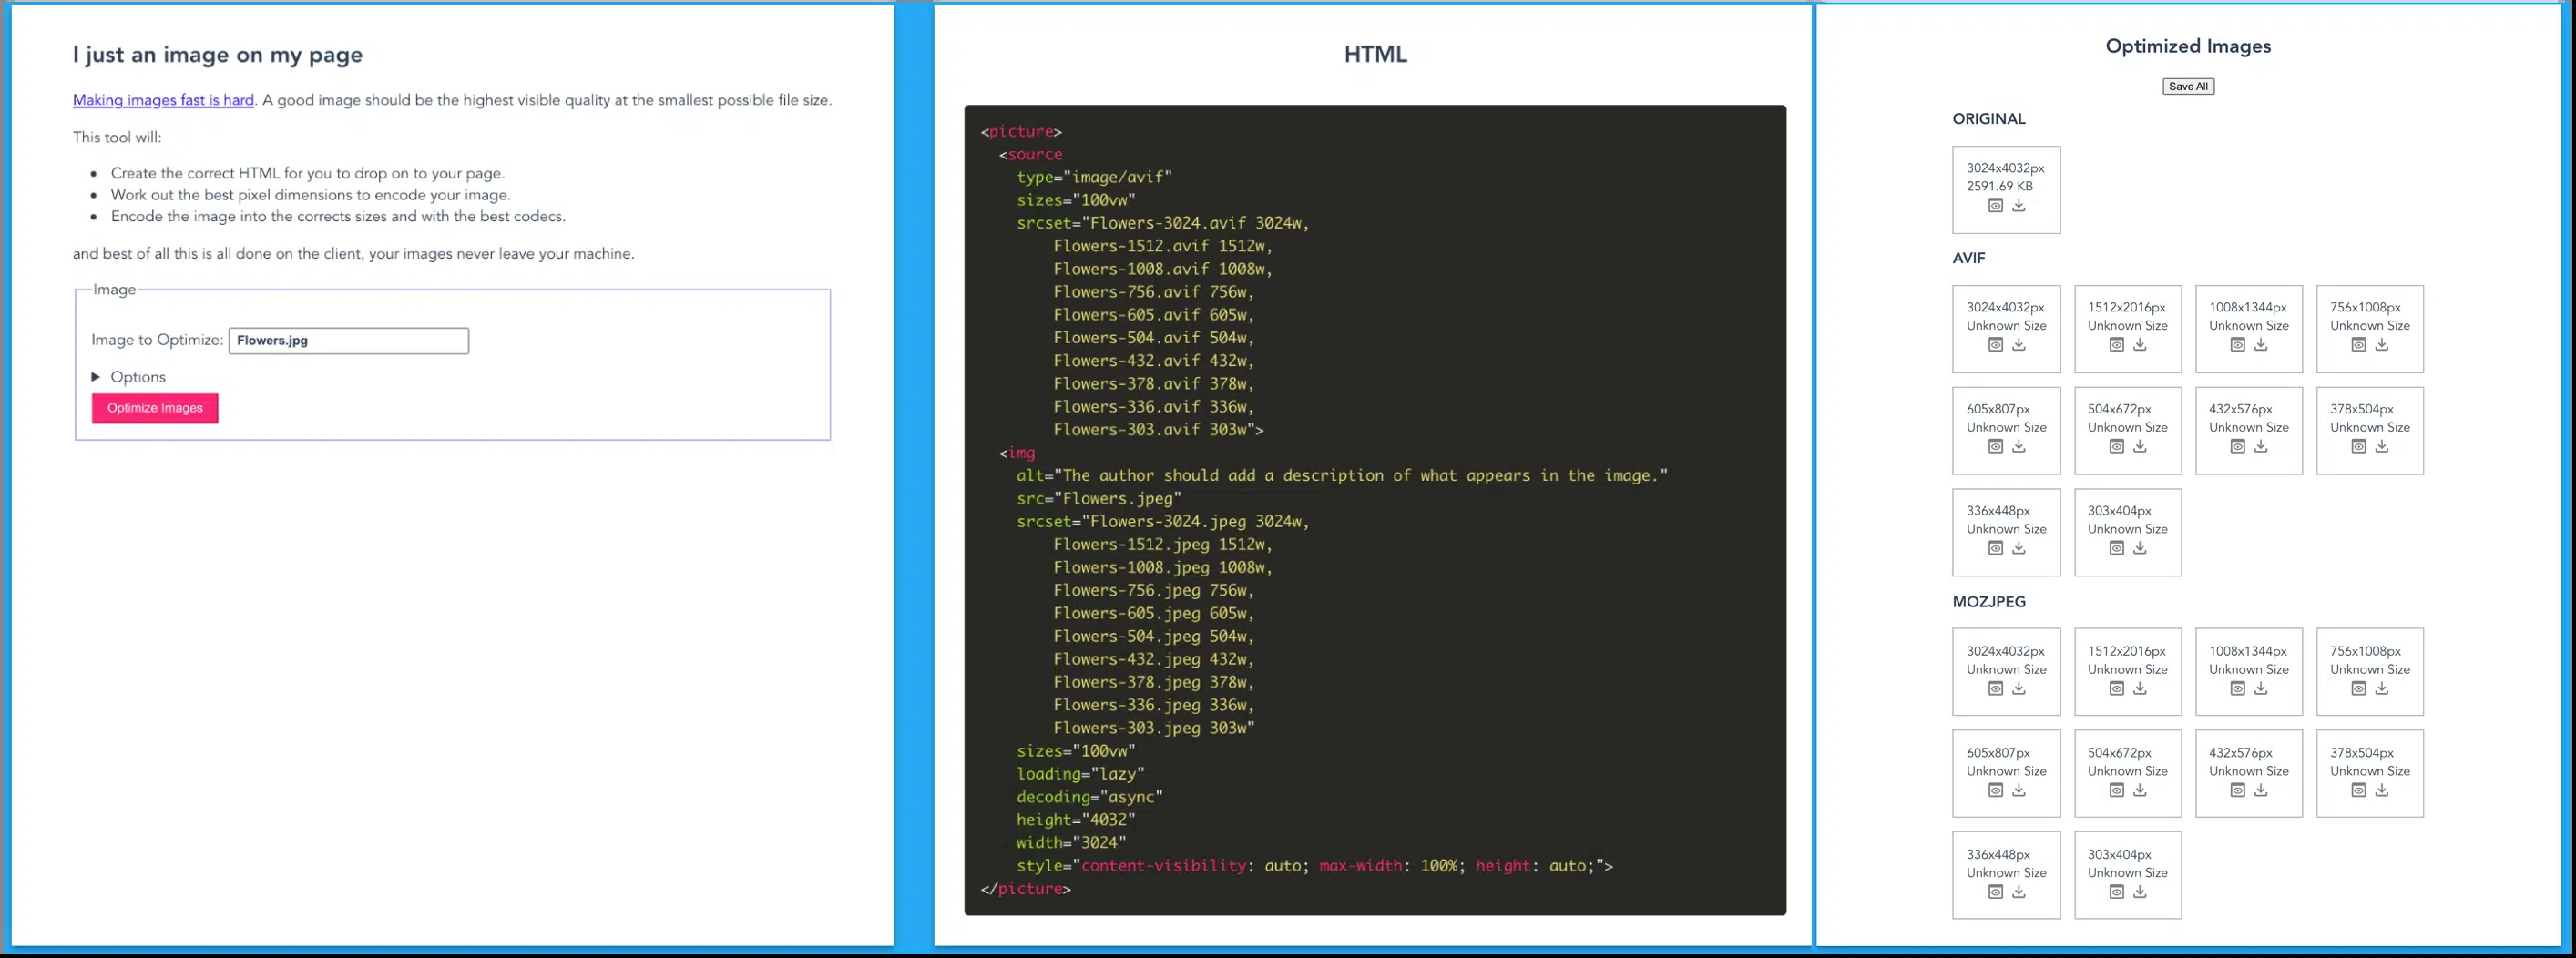 I just an image on my page
Making images fast is hard. A good image should be the highest visible quality at the smallest possible file size.
This tool will:
• Create the correct HTML for you to drop on to your page.
• Work out the best pixel dimensions to encode your image.
• Encode the image into the corrects sizes and with the best codecs.
and best of all this is all done on the client, your images never leave your machine.
Image
Image to Optimize: Flowers.jpg
▶ Options
Optimize Images
HTML
<picture>
<source
type="image/avif"
sizes="100vw"
srcset="Flowers-3024.avif 3024w,
Flowers-1512.avif 1512w,
Flowers-1008.avif 1008w,
Flowers-756.avif 756w,
Flowers-605.avif 605w,
Flowers-504.avif 504w,
Flowers-432.avif 432w,
Flowers-378.avif 378w,
Flowers-336.avif 336w,
Flowers-303.avif 303w">
<img
alt="The author should add a description of what appears in the image."
src="Flowers.jpeg"
srcset="Flowers-3024.jpeg 3024w,
Flowers-1512.jpeg 1512w,
Flowers-1008.jpeg 1008w,
Flowers-756.jpeg 756w,
Flowers-605.jpeg 605w,
Flowers-504.jpeg 504w,
Flowers-432.jpeg 432w,
Flowers-378.jpeg 378w,
Flowers-336.jpeg 336w,
Flowers-303.jpeg 303w"
sizes="100vw"
loading="lazy"
decoding="async"
height="4032"
width="3024"
style="content-visibility: auto; max-width: 100%; height: auto;">
</picture>
Optimized Images
Save All
ORIGINAL
3024x4032px
2591.69 KB
AVIF
3024x4032px 1512x2016px 1008x1344px 756x1008px
Unknown Size Unknown Size Unknown Size Unknown Size
605x807px 504x672px 432x576px 378x504px
Unknown Size Unknown Size Unknown Size Unknown Size
336x448px 303x404px
Unknown Size Unknown Size
MOZJPEG
3024x4032px 1512x2016px 1008x1344px 756x1008px
Unknown Size Unknown Size Unknown Size Unknown Size
605x807px 504x672px 432x576px 378x504px
Unknown Size Unknown Size Unknown Size Unknown Size
336x448px 303x404px
Unknown Size Unknown Size